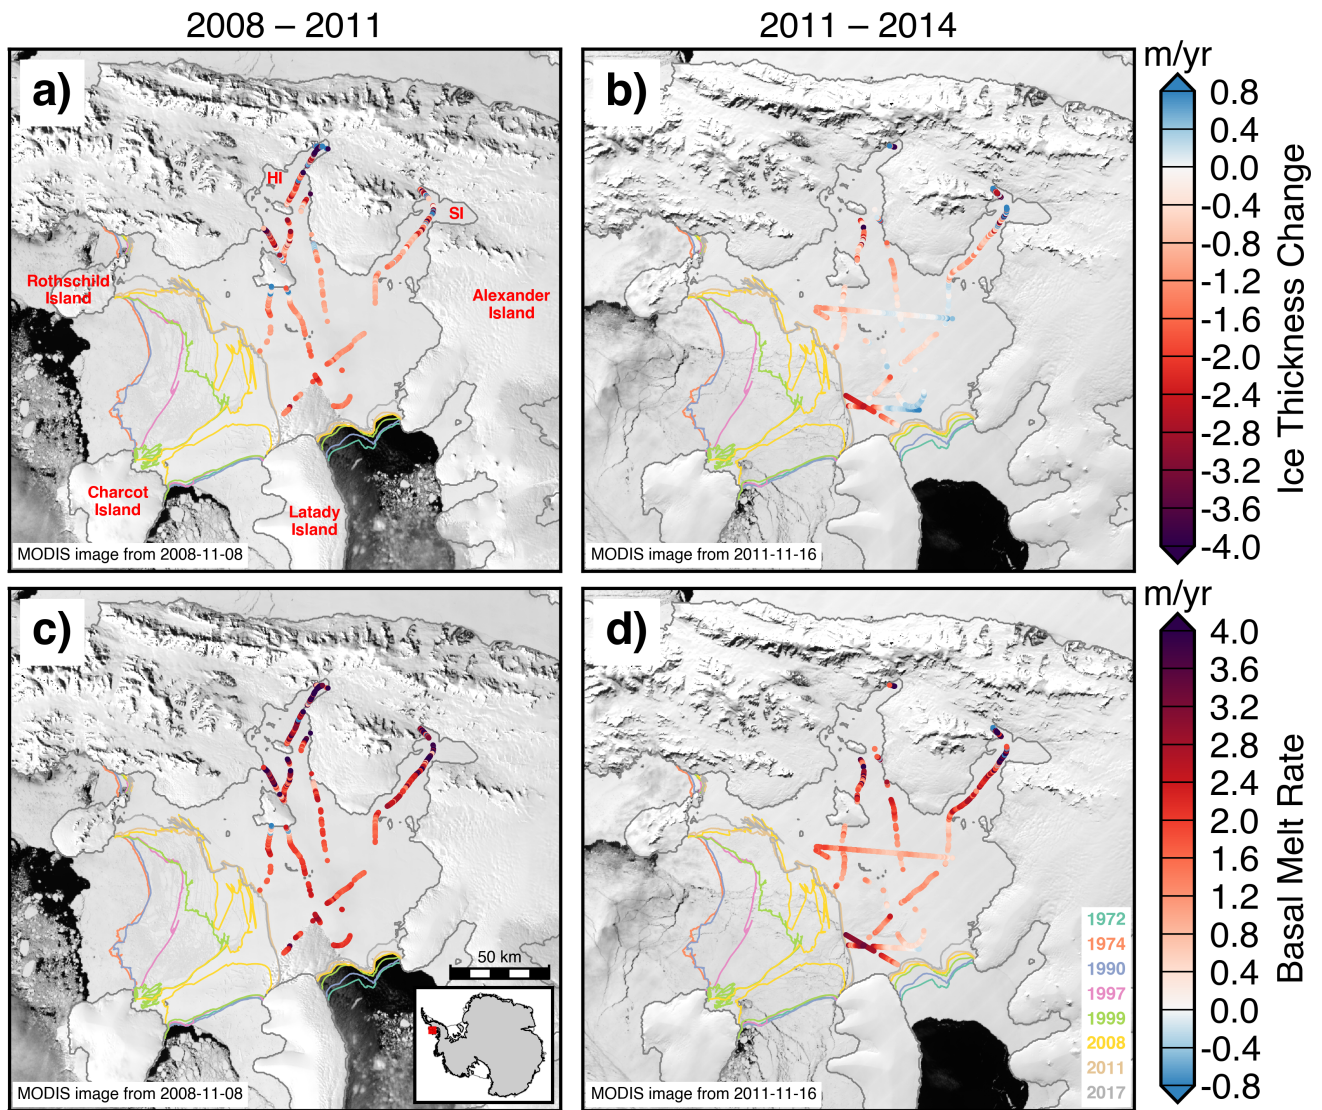 2008 – 2011
2011 – 2014
a)
HI
SI
Rothschild
Island
Alexander
Island
Charcot
Island
Latady
Island
MODIS image from 2008-11-08
b)
MODIS image from 2011-11-16
m/yr
0.8
0.4
0.0
-0.4
-0.8
-1.2
-1.6
-2.0
-2.4
-2.8
-3.2
-3.6
-4.0
Ice Thickness Change
c)
50 km
MODIS image from 2008-11-08
d)
1972
1974
1990
1997
1999
2008
2011
2017
MODIS image from 2011-11-16
m/yr
4.0
3.6
3.2
2.8
2.4
2.0
1.6
1.2
0.8
0.4
0.0
-0.4
-0.8
Basal Melt Rate